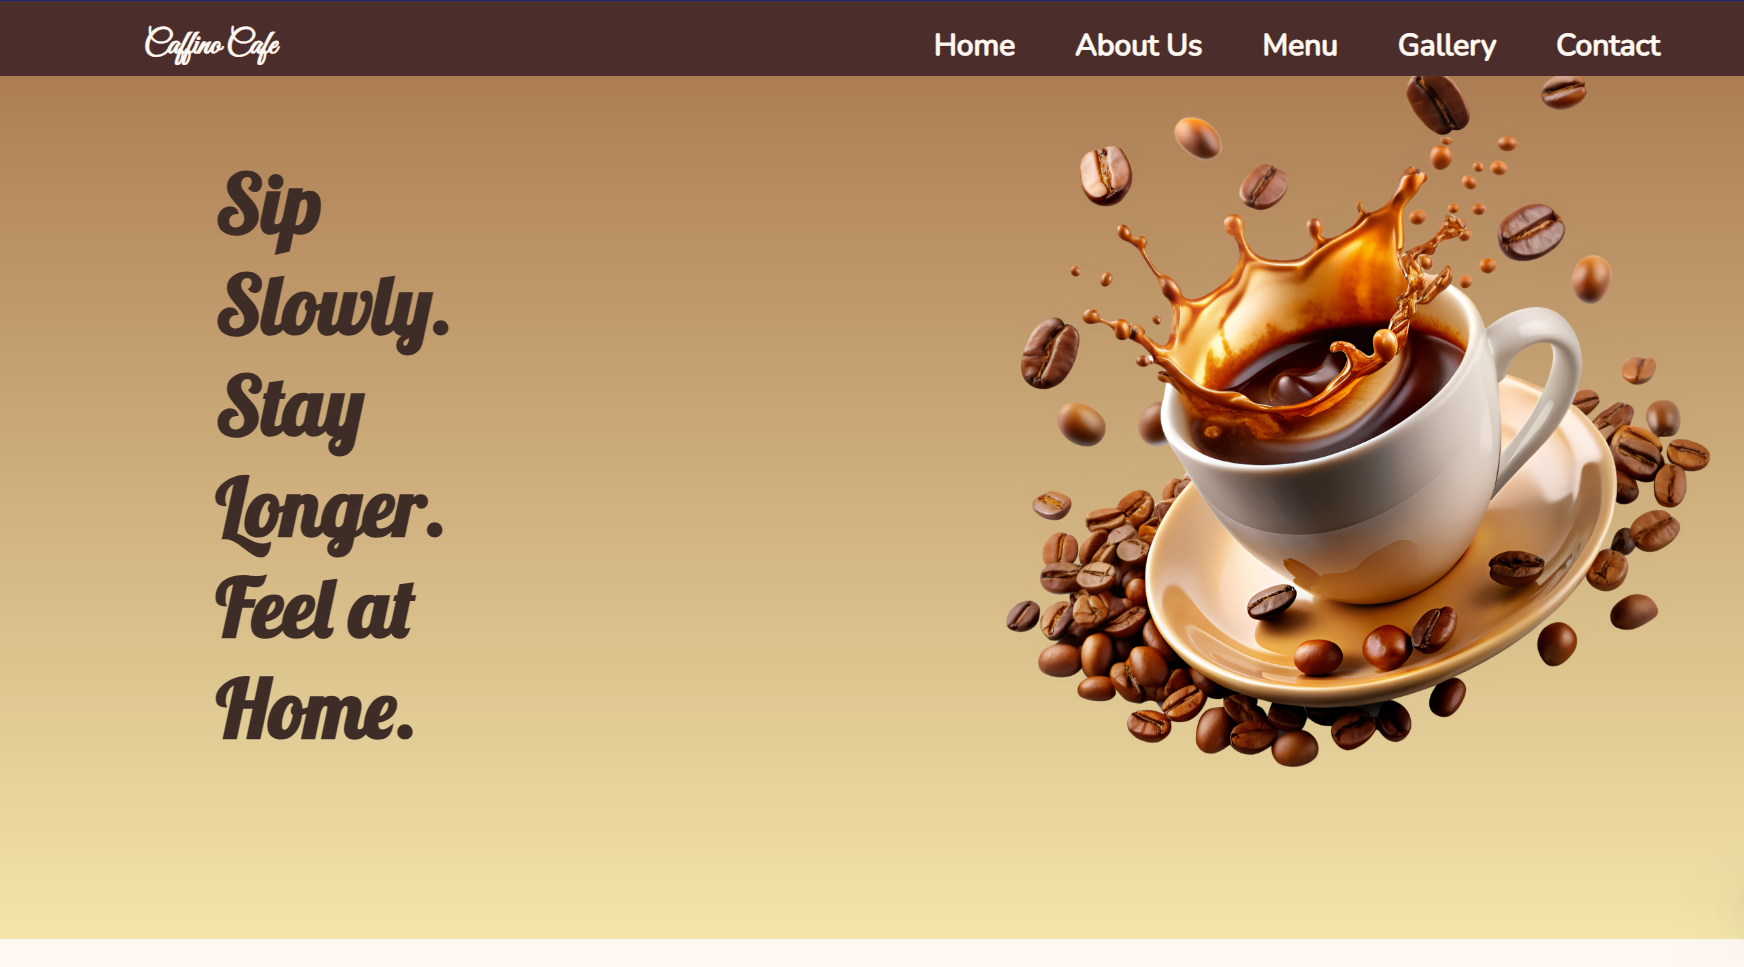 Caffino Cafe
Home About Us Menu Gallery Contact
Sip
Slowly.
Stay
Longer.
Feel at
Home.